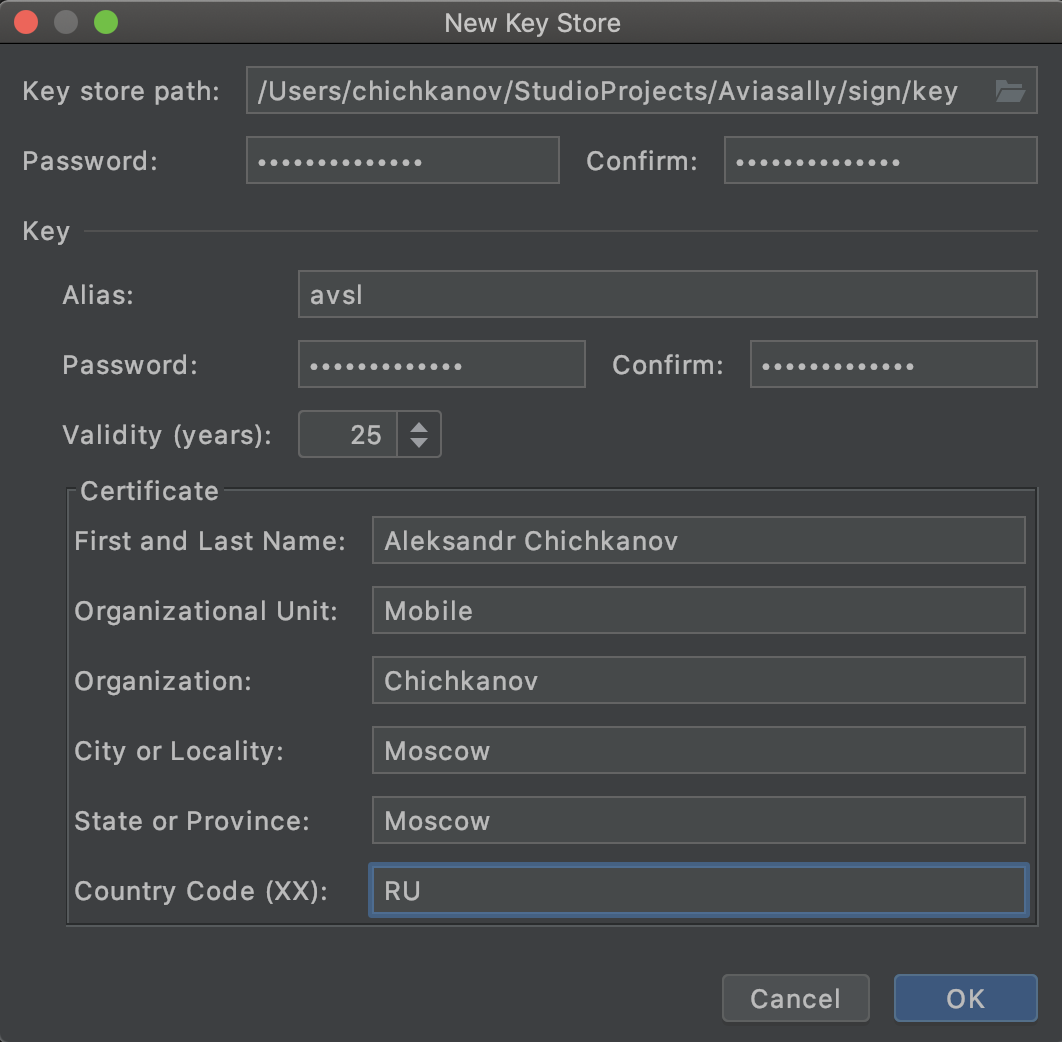 New Key Store
Key store path: /Users/chichkanov/StudioProjects/Aviasally/sign/key
Password: •••••••••••••• Confirm: ••••••••••••••
Key
Alias: avsl
Password: ••••••••••••• Confirm: •••••••••••••
Validity (years): 25
Certificate
First and Last Name: Aleksandr Chichkanov
Organizational Unit: Mobile
Organization: Chichkanov
City or Locality: Moscow
State or Province: Moscow
Country Code (XX): RU
Cancel OK